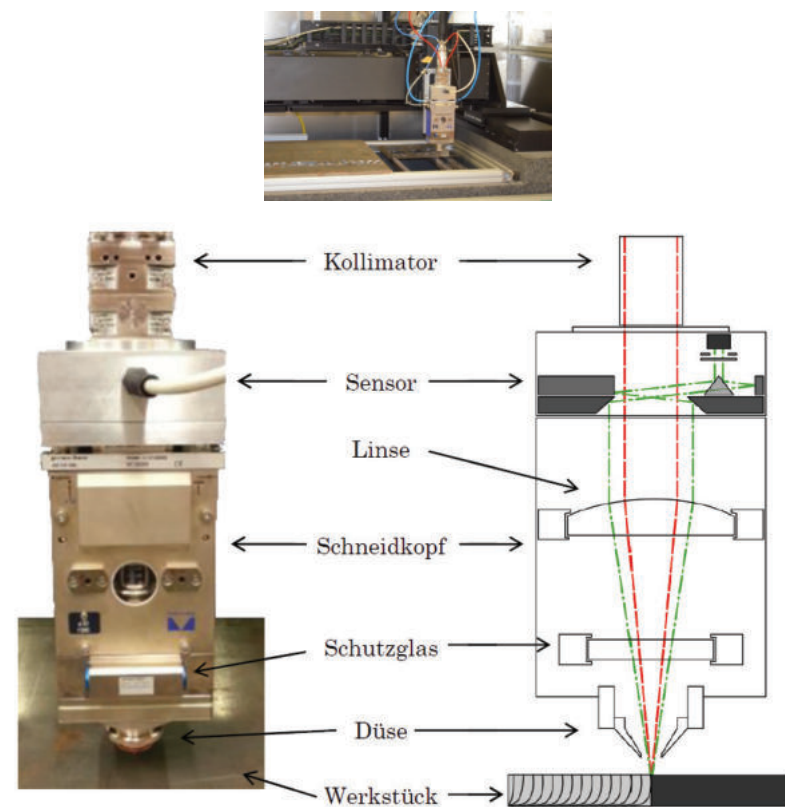 Kollimator
Sensor
Linse
Schneidkopf
Schutzglas
Düse
Werkstück